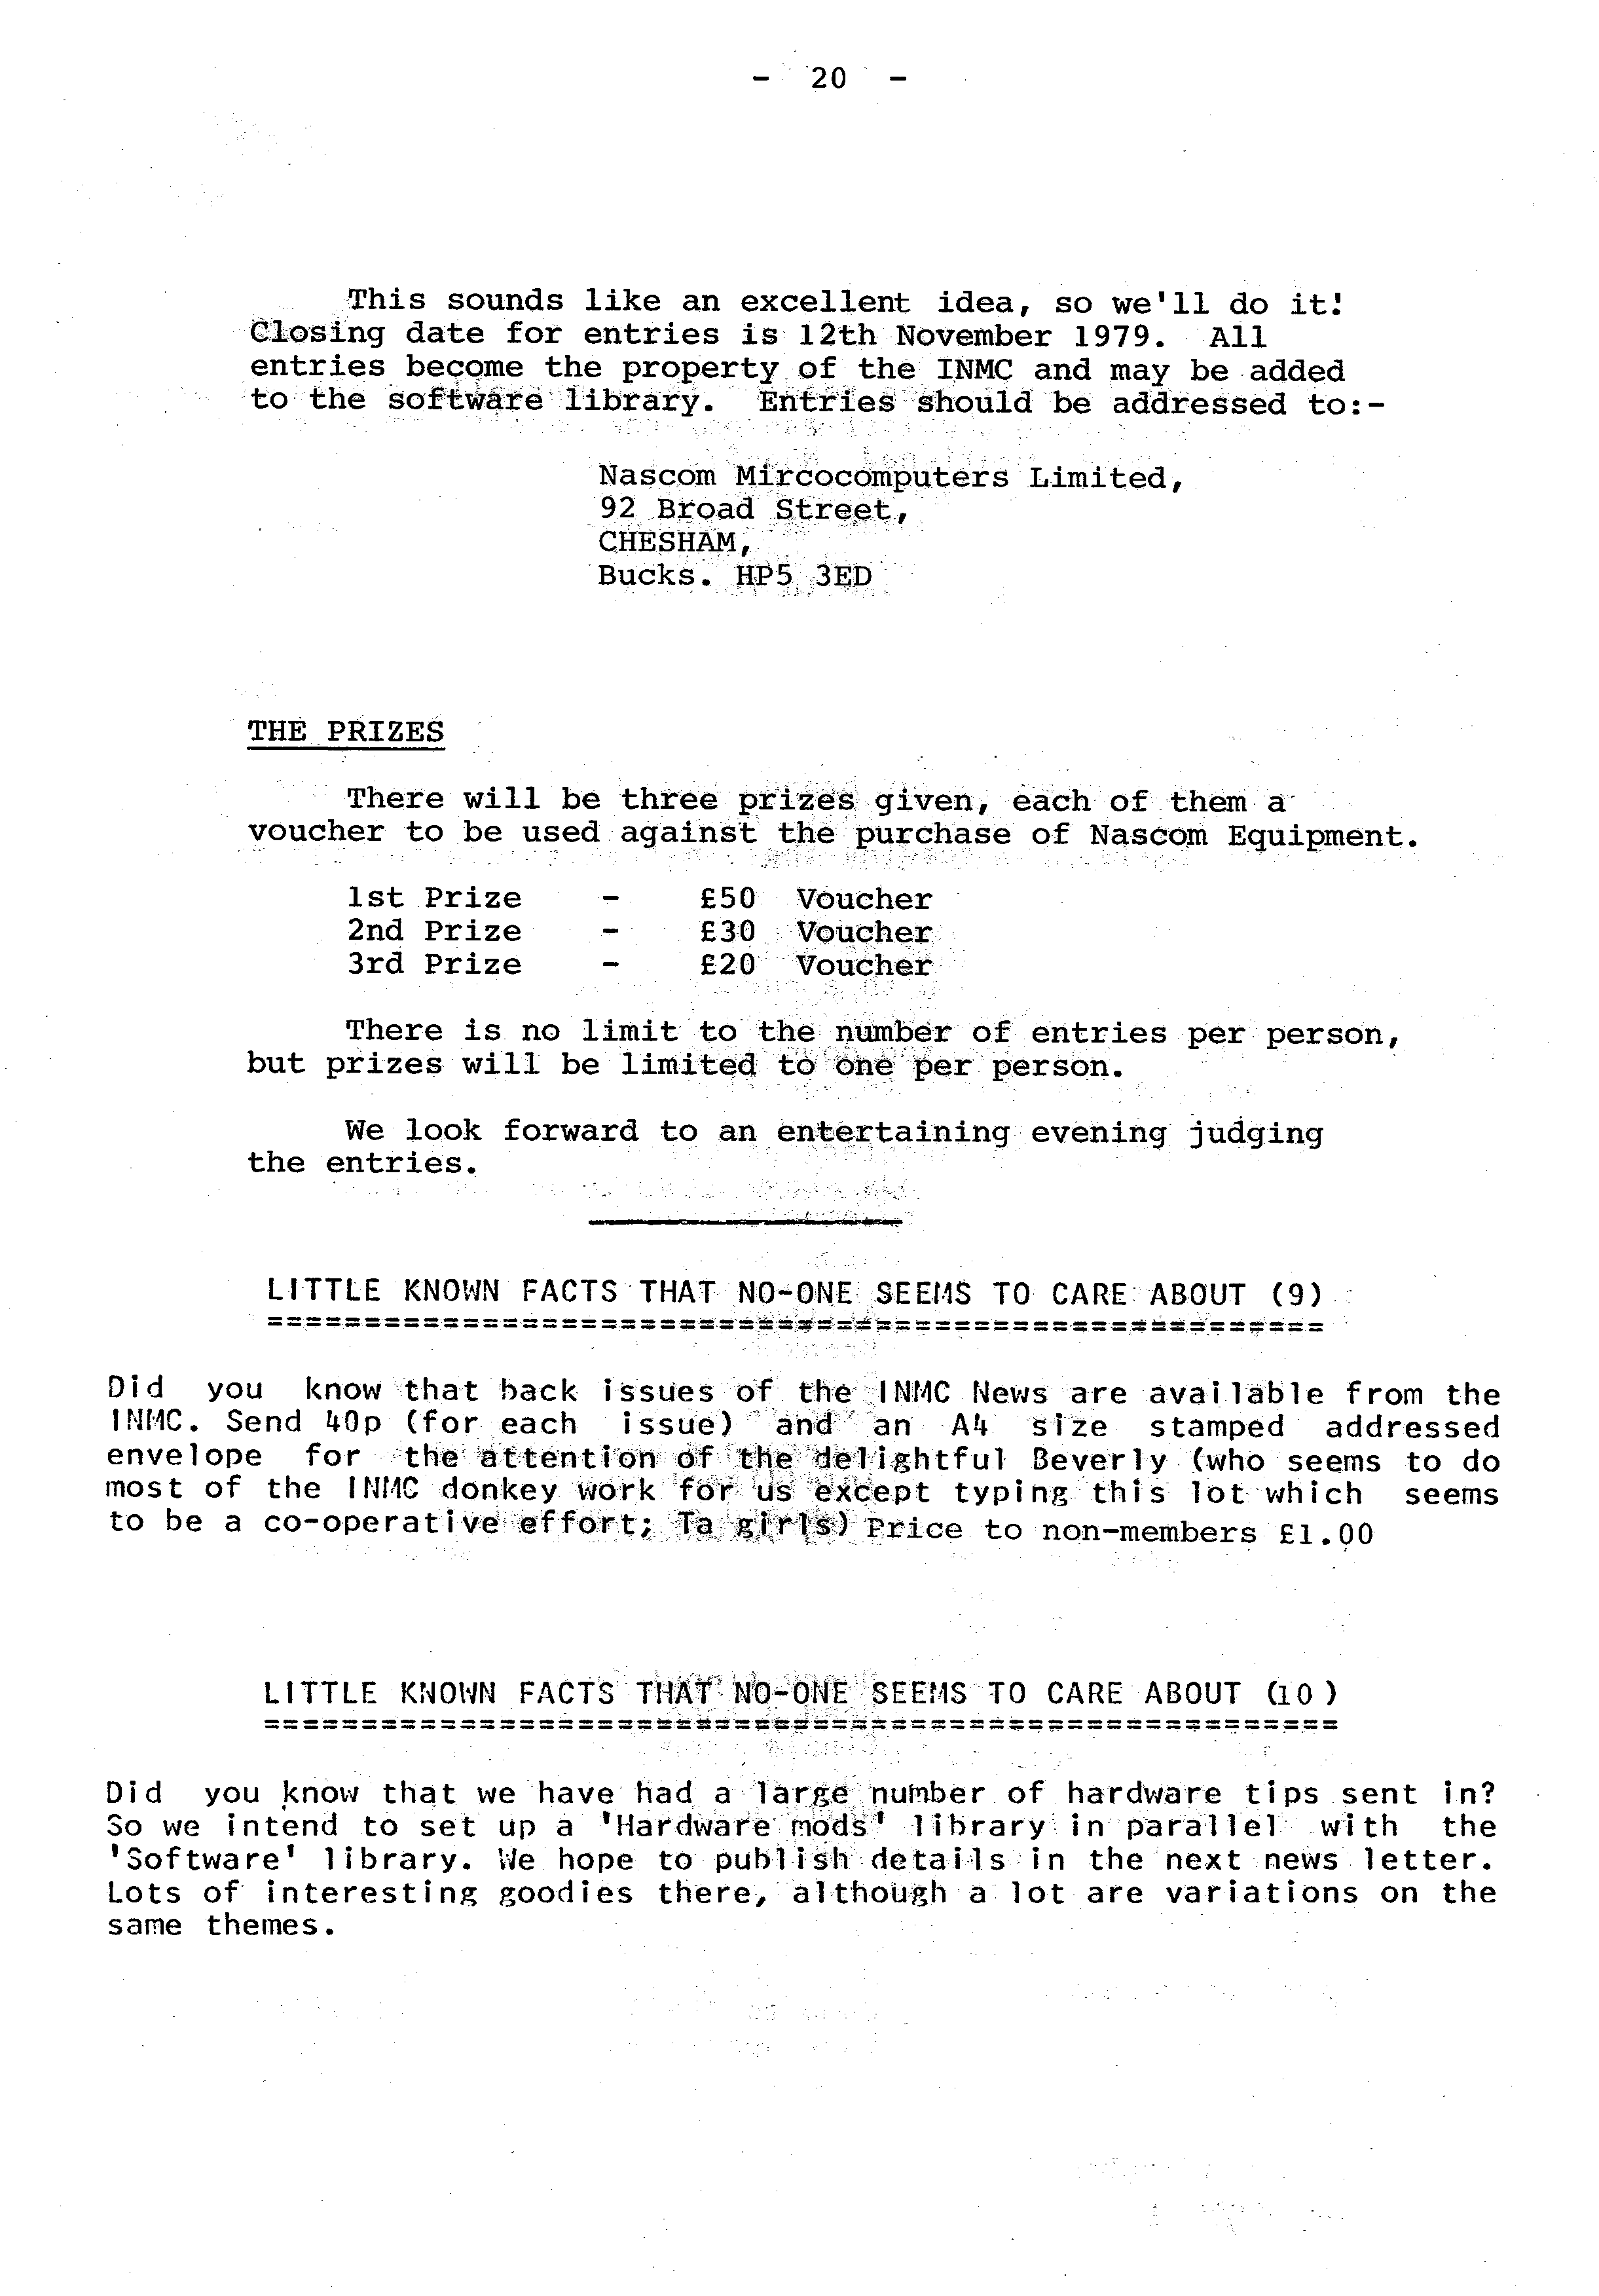 - 20 -
This sounds like an excellent idea, so we'll do it!
Closing date for entries is 12th November 1979. All
entries become the property of the INMC and may be added
to the software library. Entries should be addressed to:-
Nascom Mircocomputers Limited,
92 Broad Street,
CHESHAM,
Bucks. HP5 3ED
THE PRIZES
There will be three prizes given, each of them a
voucher to be used against the purchase of Nascom Equipment.
1st Prize - £50 Voucher
2nd Prize - £30 Voucher
3rd Prize - £20 Voucher
There is no limit to the number of entries per person,
but prizes will be limited to one per person.
We look forward to an entertaining evening judging
the entries.
LITTLE KNOWN FACTS THAT NO-ONE SEEMS TO CARE ABOUT (9)
======================================================
Did you know that back issues of the INMC News are available from the
INMC. Send 40p (for each issue) and an A4 size stamped addressed
envelope for the attention of the delightful Beverly (who seems to do
most of the INMC donkey work for us except typing this lot which seems
to be a co-operative effort; Ta girls) Price to non-members £1.00
LITTLE KNOWN FACTS THAT NO-ONE SEEMS TO CARE ABOUT (10)
=======================================================
Did you know that we have had a large number of hardware tips sent in?
So we intend to set up a 'Hardware mods' library in parallel with the
'Software' library. We hope to publish details in the next news letter.
Lots of interesting goodies there, although a lot are variations on the
same themes.